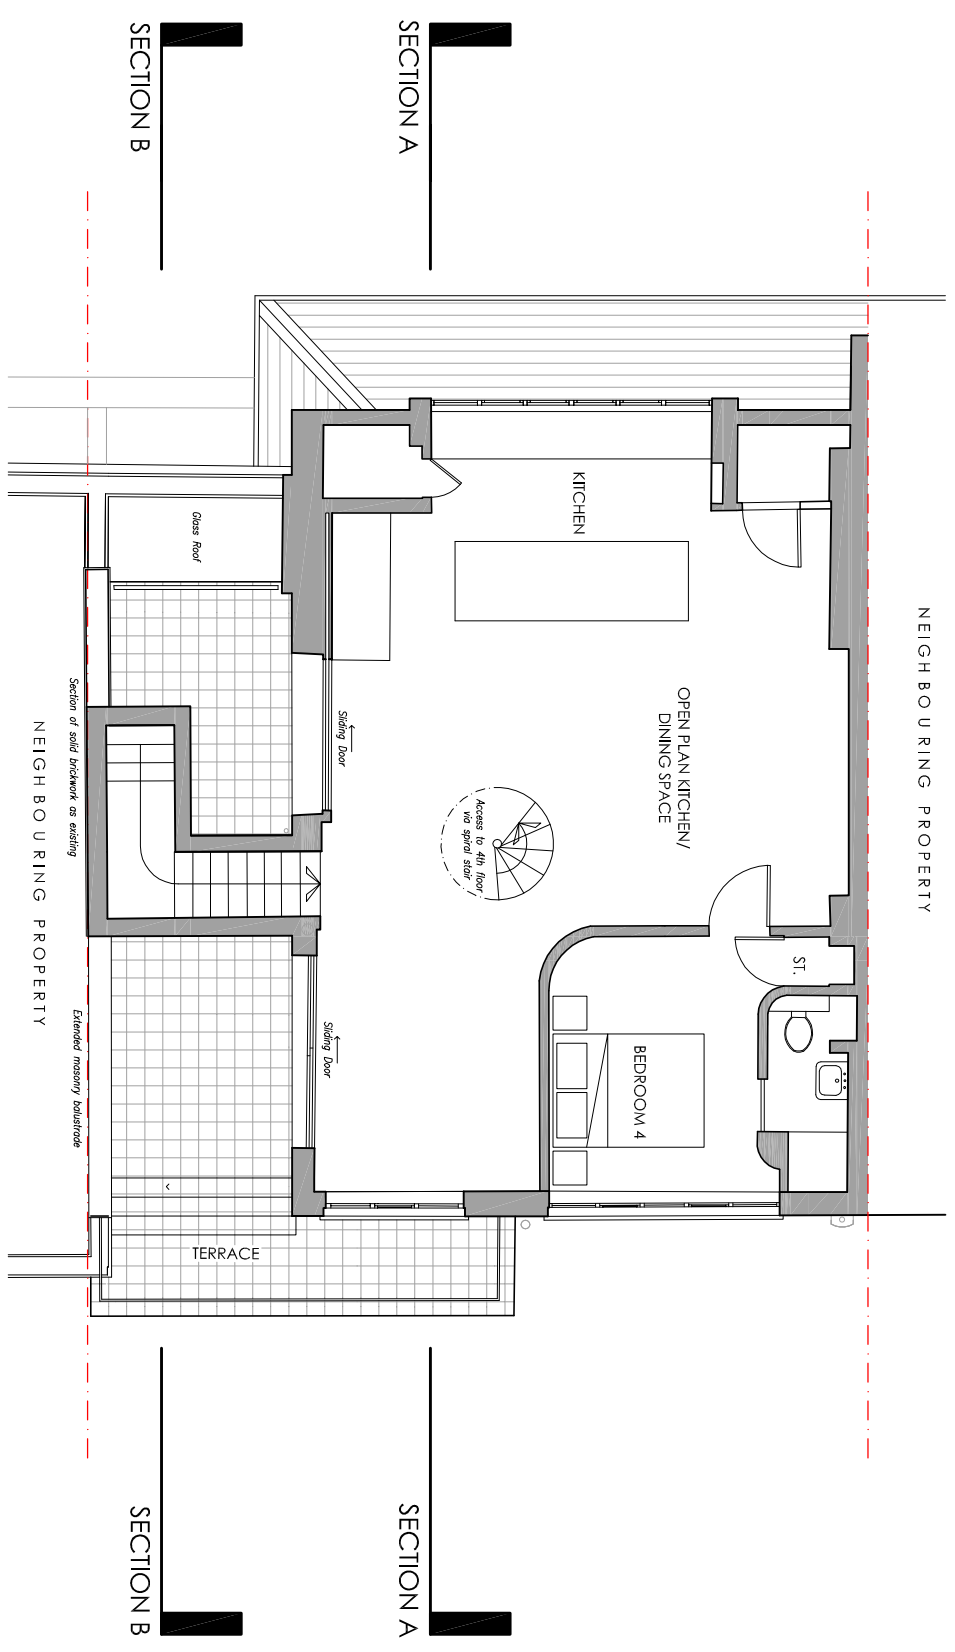 SECTION B
SECTION A
KITCHEN
Glass Roof
NEIGHBOURING PROPERTY
OPEN PLAN KITCHEN/
DINING SPACE
Sliding Door
Section of solid brickwork as existing
NEIGHBOURING PROPERTY
Access to 4th floor
via spiral stair
ST.
BEDROOM 4
Sliding Door
Extended masonry balustrade
TERRACE
SECTION B
SECTION A